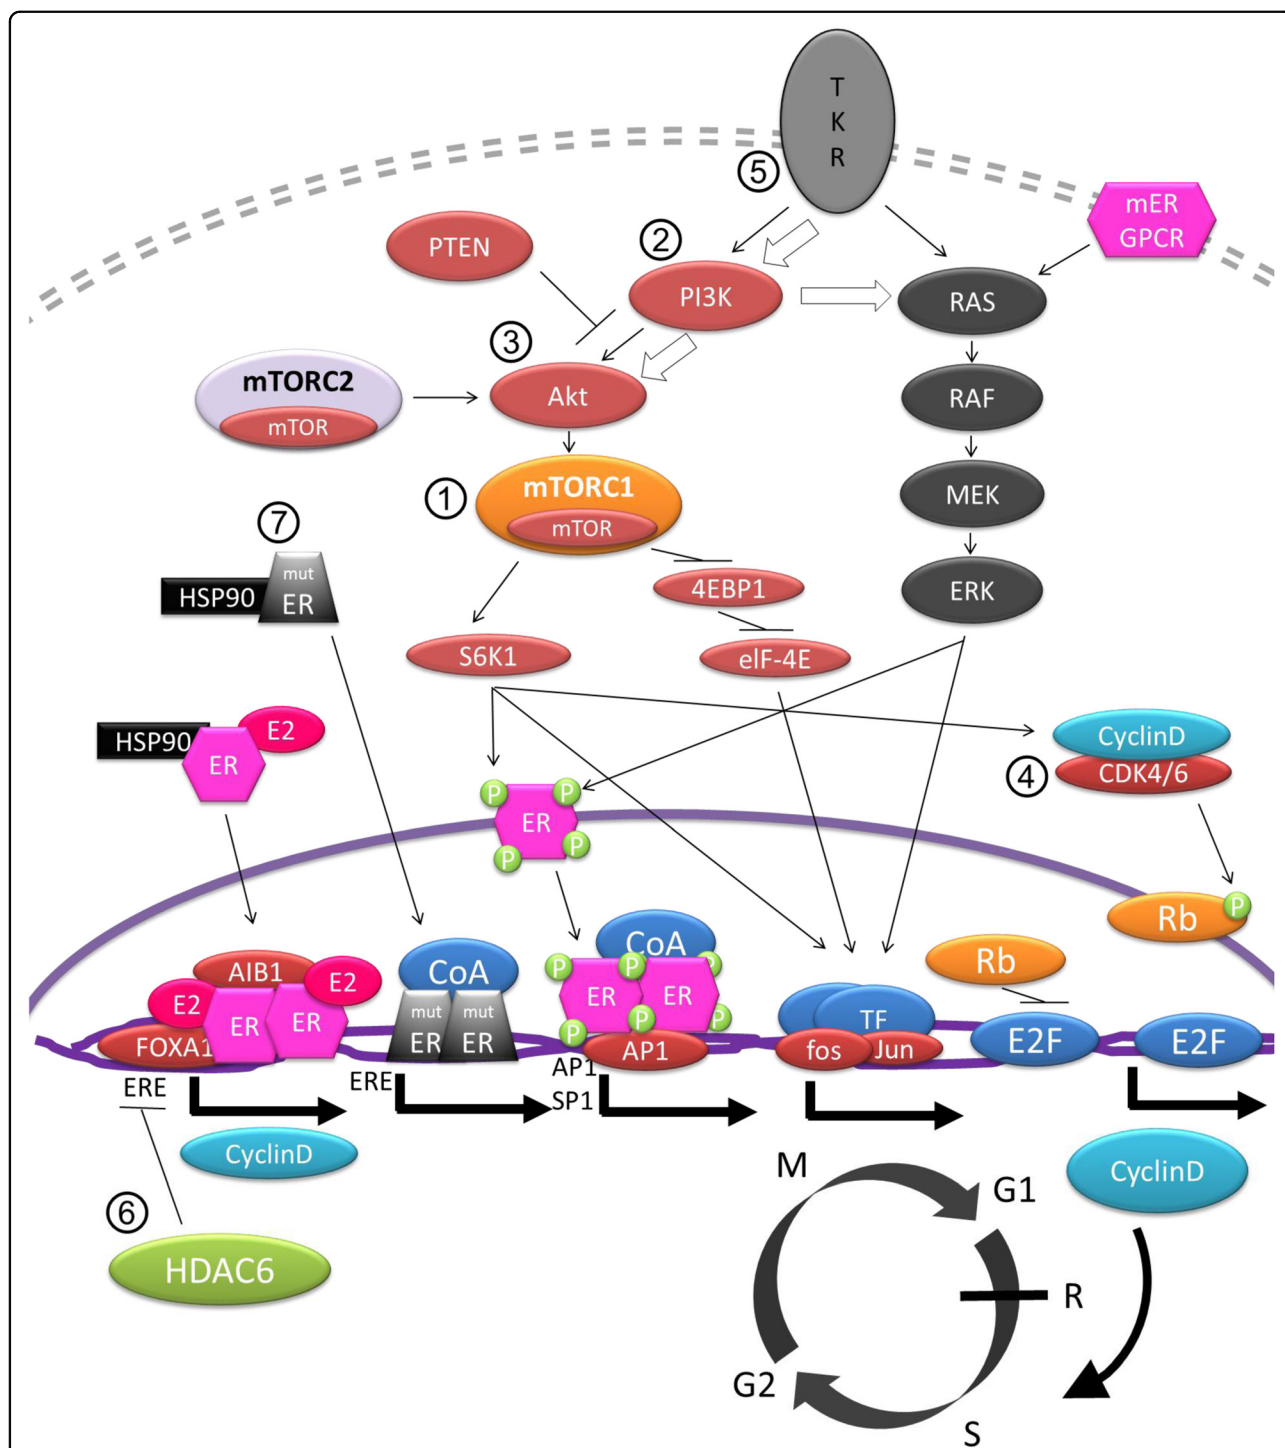 T
K
R
5
mER
GPCR
PTEN
2
PI3K
RAS
3
mTORC2
mTOR
Akt
RAF
mTORC1
mTOR
1
MEK
7
mut
ER
HSP90
4EBP1
ERK
S6K1
eIF-4E
E2
HSP90
ER
CyclinD
CDK4/6
4
P
P
ER
P
P
P
Rb
CoA
P
P
P
ER
ER
P
P
P
AP1
AIB1
E2
E2
ER
ER
FOXA1
CoA
mut
ER
mut
ER
TF
fos
Jun
Rb
E2F
E2F
ERE
ERE
AP1
SP1
CyclinD
6
HDAC6
M
G1
R
S
G2
CyclinD